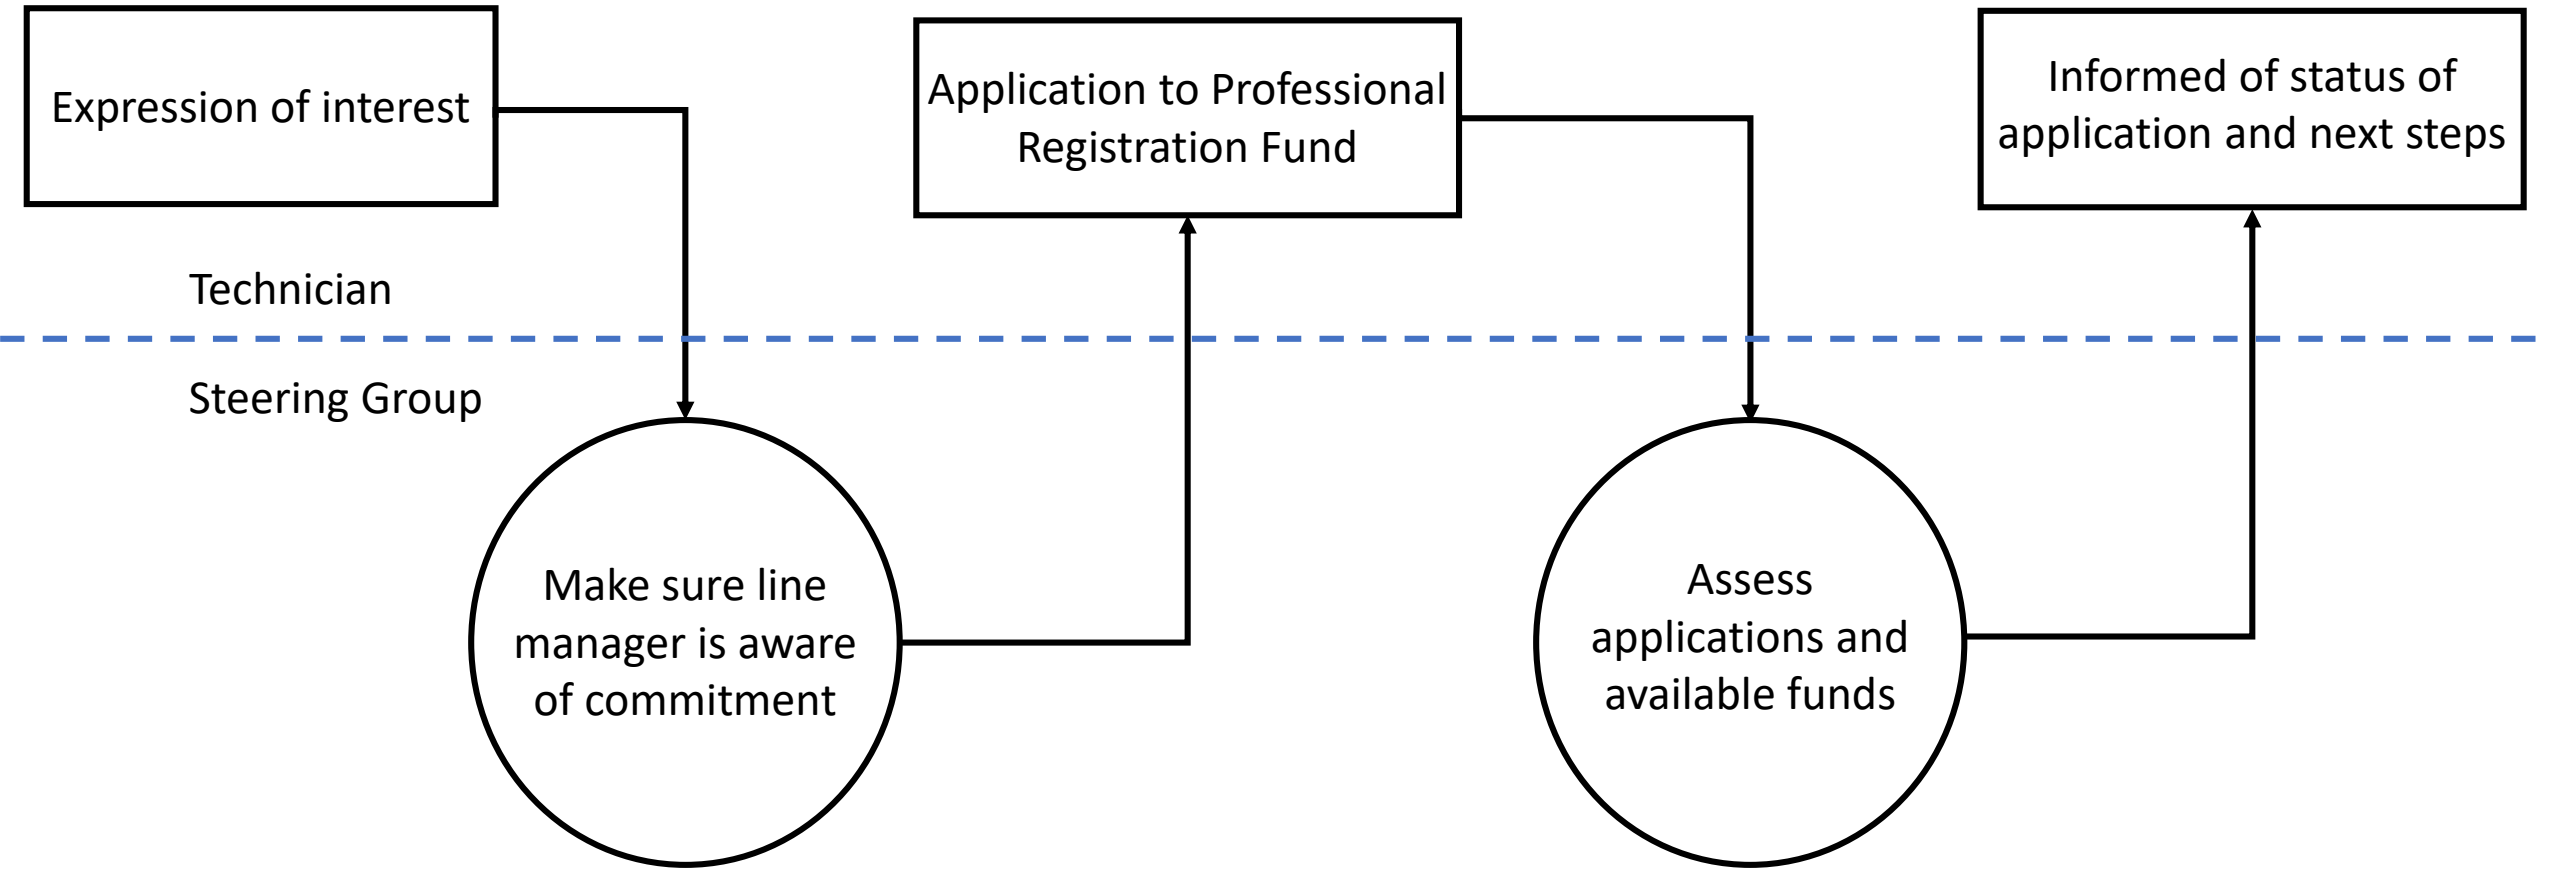 Expression of interest
Application to Professional
Registration Fund
Informed of status of
application and next steps
Technician
Steering Group
Make sure line
manager is aware
of commitment
Assess
applications and
available funds